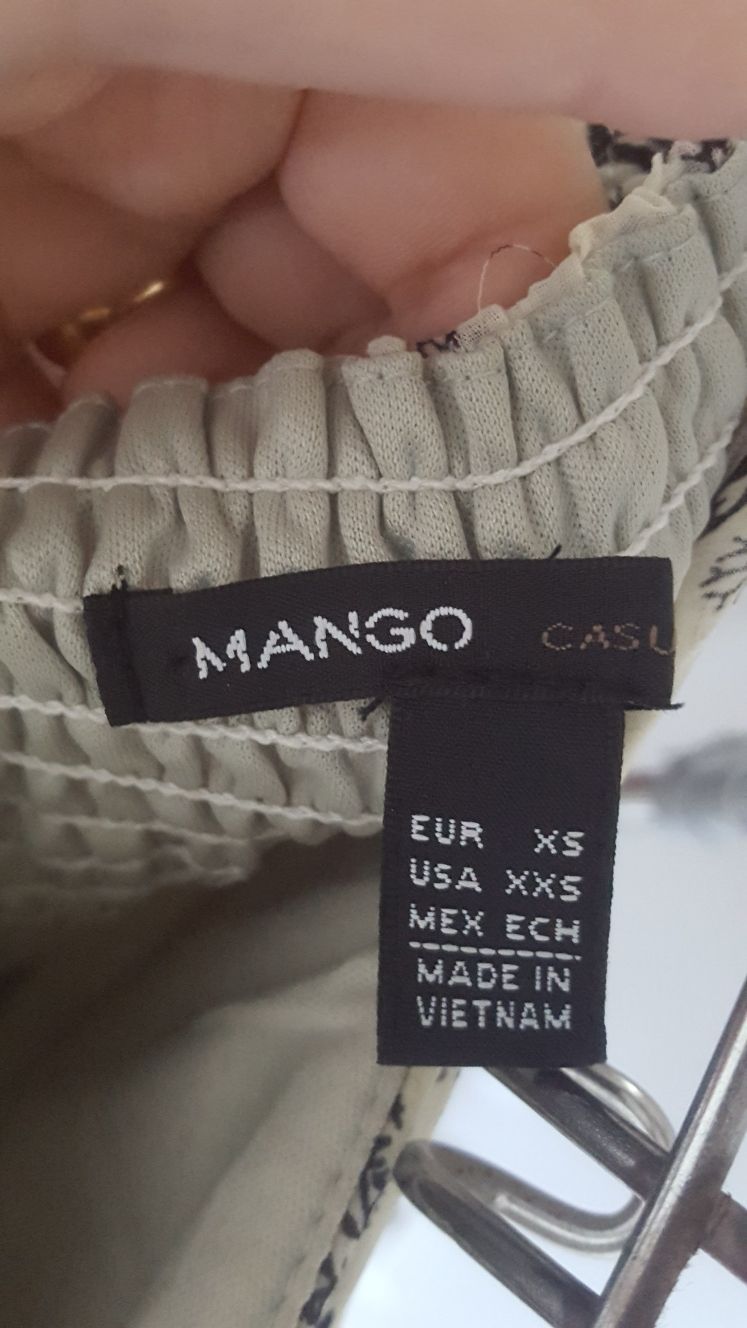 MANGO CASU
EUR XS
USA XXS
MEX ECH
MADE IN
VIETNAM